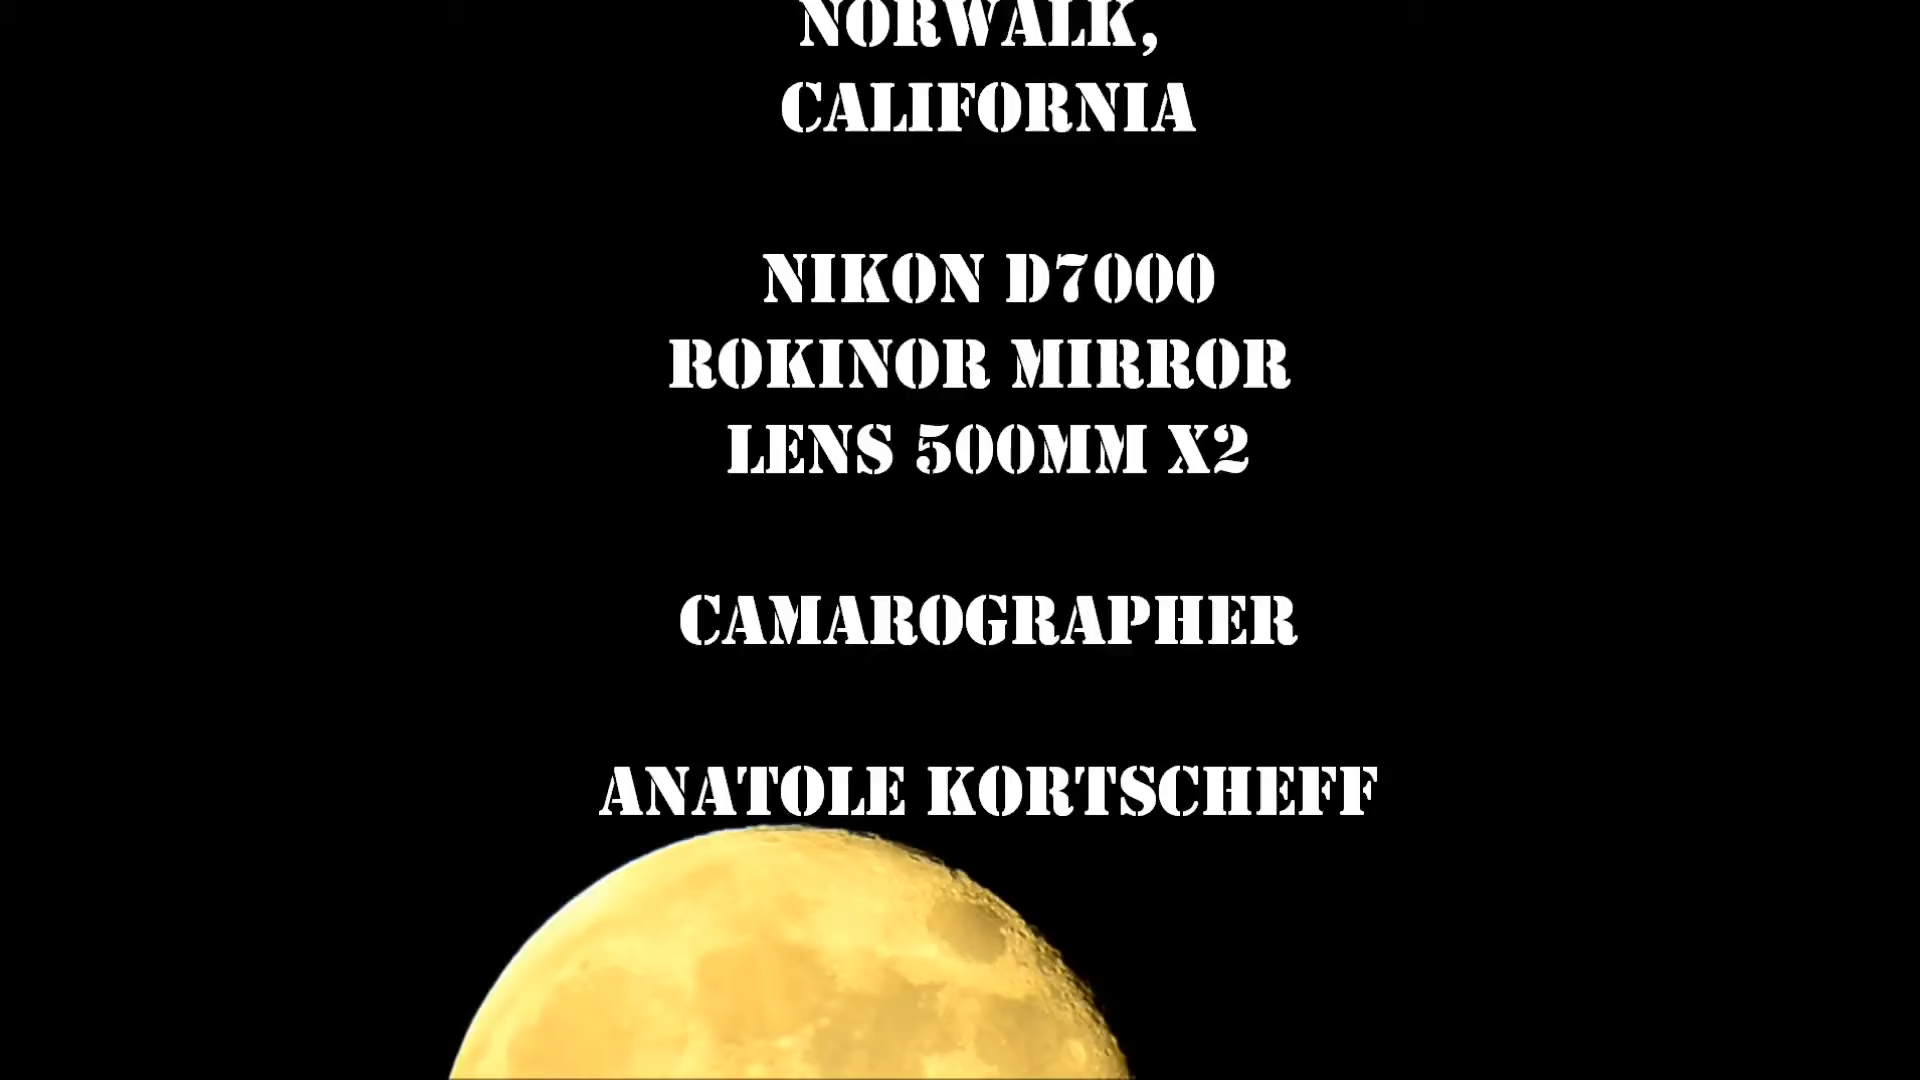 NORWALK,
CALIFORNIA
NIKON D7000
ROKINOR MIRROR
LENS 500MM X2
CAMAROGRAPHER
ANATOLE KORTSCHEFF